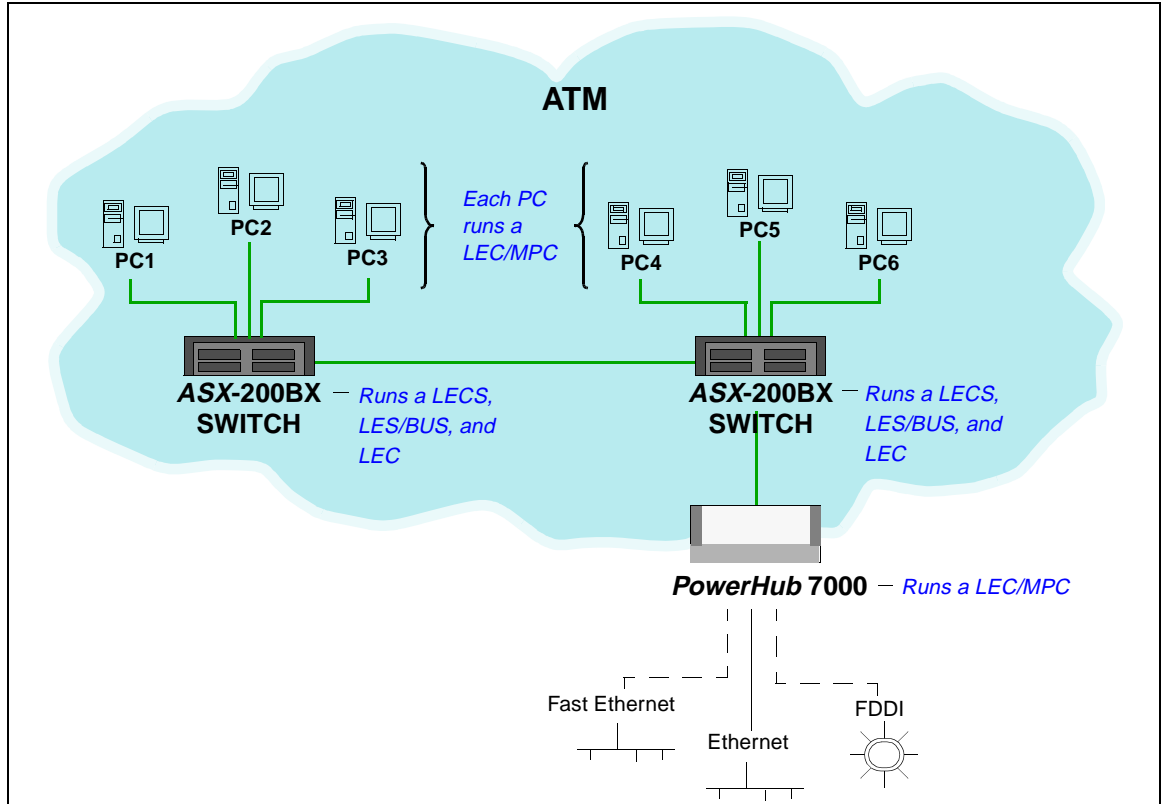 ATM
PC1
PC2
PC3
Each PC
runs a
LEC/MPC
PC4
PC5
PC6
ASX-200BX
SWITCH
— Runs a LECS,
LES/BUS, and
LEC
ASX-200BX
SWITCH
— Runs a LECS,
LES/BUS, and
LEC
PowerHub 7000 — Runs a LEC/MPC
Fast Ethernet
Ethernet
FDDI